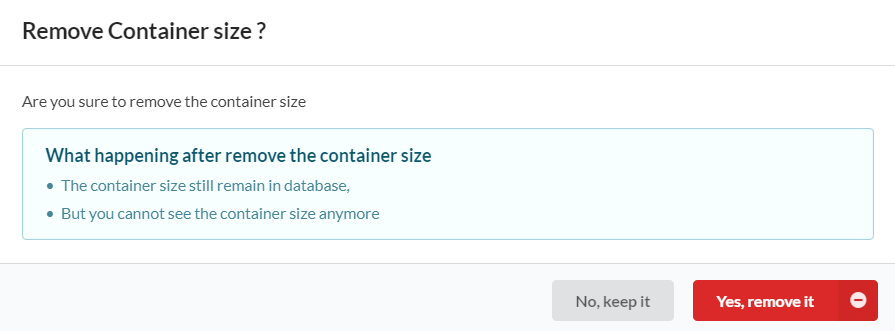 Remove Container size ?
Are you sure to remove the container size
What happening after remove the container size
• The container size still remain in database,
• But you cannot see the container size anymore
No, keep it
Yes, remove it